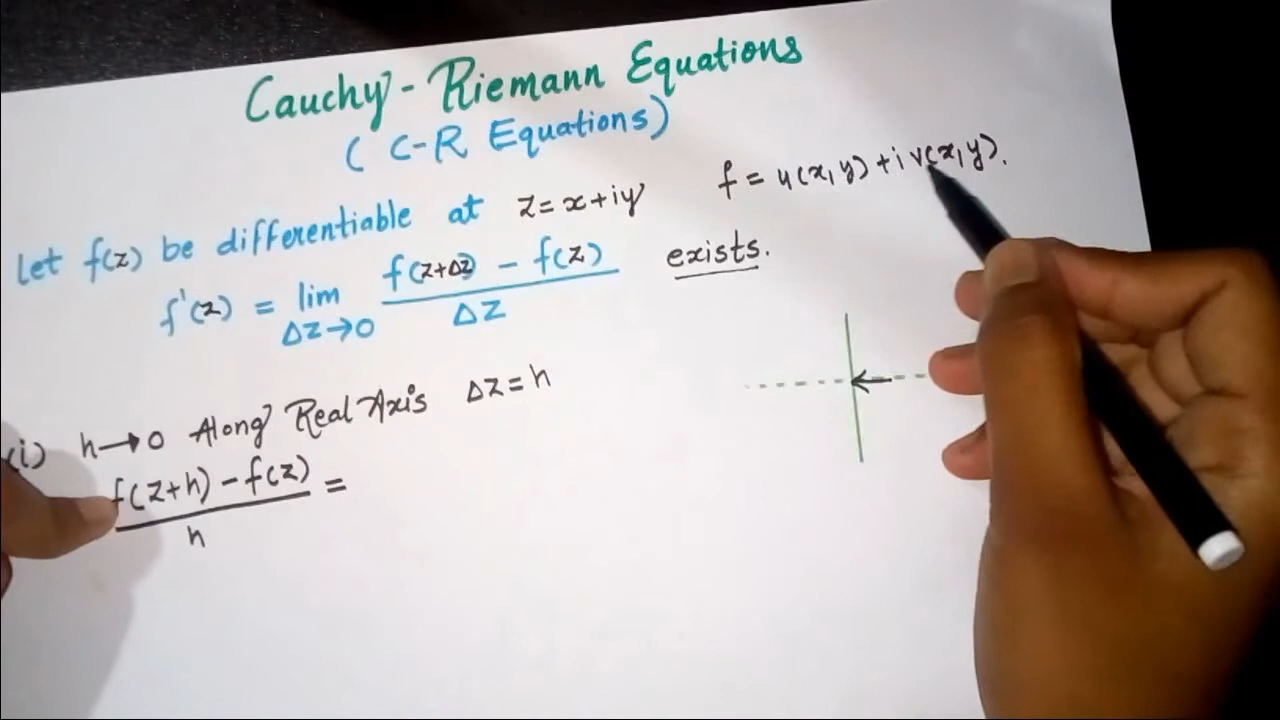 Cauchy - Riemann Equations
( C-R Equations)
Let f(z) be differentiable at z = x+iy
f = u(x,y) + i v(x,y).
f'(z) = lim Δz→0 f(z+Δz) - f(z) / Δz exists.
(i) h→0 Along Real Axis Δz = h
f(z+h) - f(z) / h =